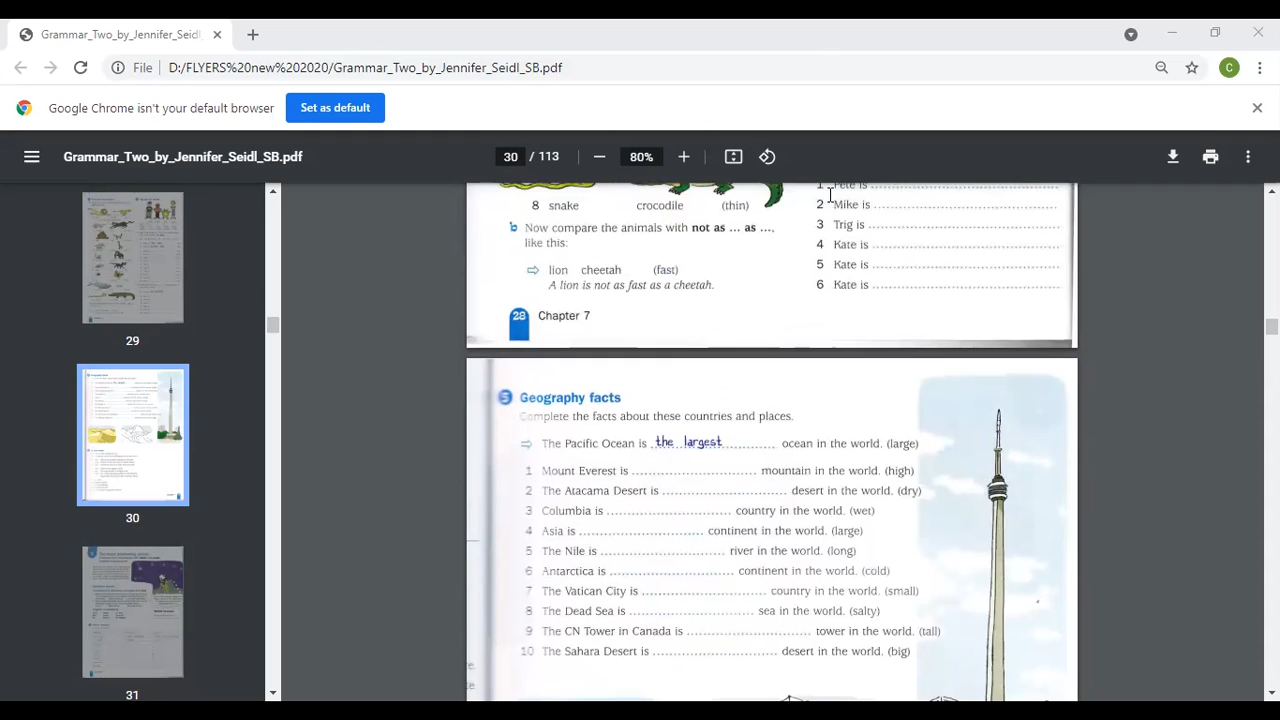 Grammar_Two_by_Jennifer_Seidl
File D:/FLYERS%20new%202020/Grammar_Two_by_Jennifer_Seidl_SB.pdf
C
Google Chrome isn't your default browser Set as default
Grammar_Two_by_Jennifer_Seidl_SB.pdf 30 / 113 80%
29
30
31
8 snake crocodile (thin)
b Now compare the animals with not as ... as ...,
like this:
lion cheetah (fast)
A lion is not as fast as a cheetah.
28 Chapter 7
1 Pete is
2 Mike is
3 Trig is
4 Kate is
5 Kate is
6 Kate is
5 Geography facts
Complete the facts about these countries and places.
The Pacific Ocean is the largest ocean in the world. (large)
1 Mount Everest is mountain in the world. (high)
2 The Atacama Desert is desert in the world. (dry)
3 Columbia is country in the world. (wet)
4 Asia is continent in the world. (large)
5 The Nile is river in the world. (long)
6 Antarctica is continent in the world. (cold)
7 The Vatican City is country in the world. (small)
8 The Dead Sea is sea in the world. (salty)
9 The CN Tower in Canada is tower in the world. (tall)
10 The Sahara Desert is desert in the world. (big)